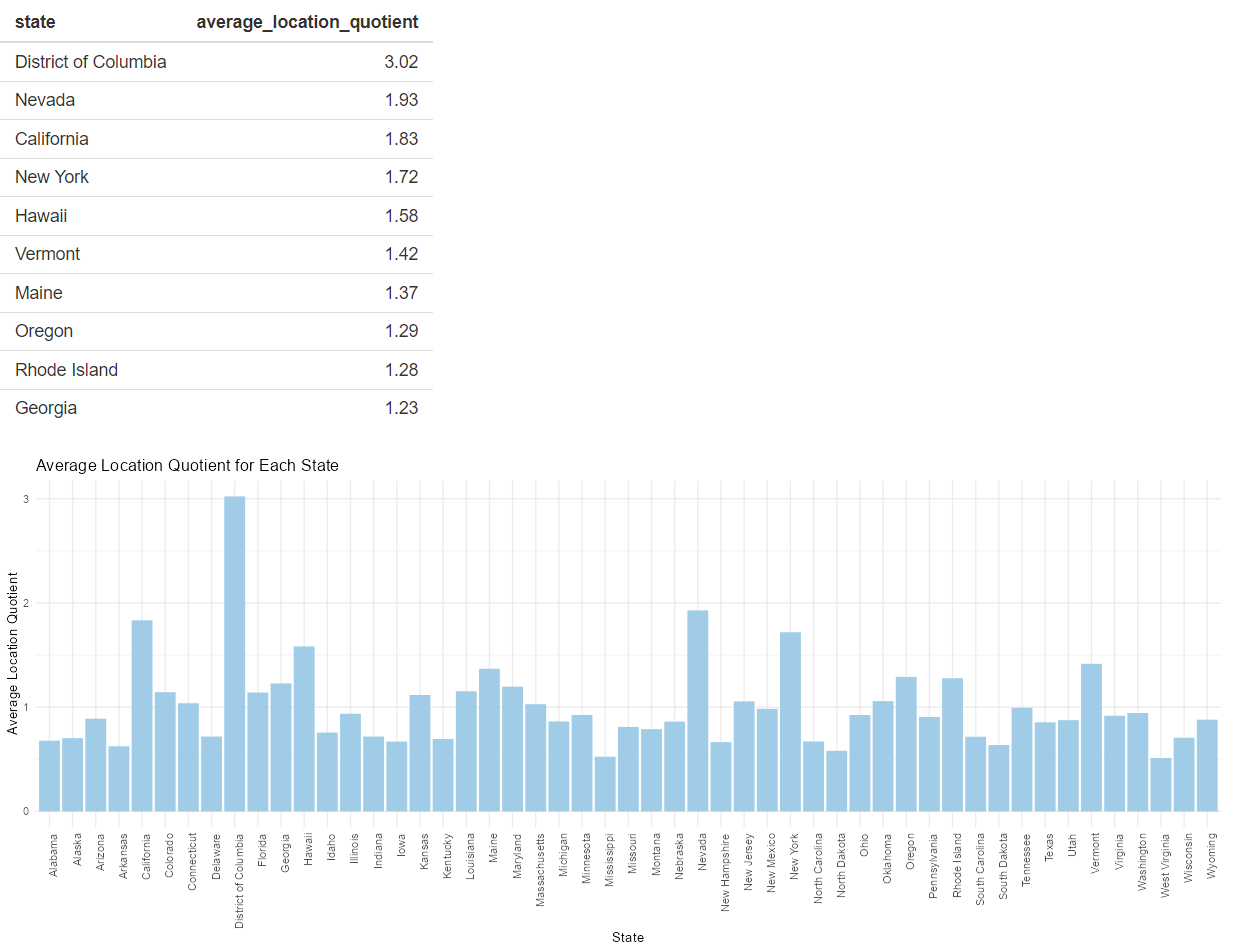 state average_location_quotient
District of Columbia 3.02
Nevada 1.93
California 1.83
New York 1.72
Hawaii 1.58
Vermont 1.42
Maine 1.37
Oregon 1.29
Rhode Island 1.28
Georgia 1.23
Average Location Quotient for Each State
Average Location Quotient
3
2
1
0
Alabama
Alaska
Arizona
Arkansas
California
Colorado
Connecticut
Delaware
District of Columbia
Florida
Georgia
Hawaii
Idaho
Illinois
Indiana
Iowa
Kansas
Kentucky
Louisiana
Maine
Maryland
Massachusetts
Michigan
Minnesota
Mississippi
Missouri
Montana
Nebraska
Nevada
New Hampshire
New Jersey
New Mexico
New York
North Carolina
North Dakota
Ohio
Oklahoma
Oregon
Pennsylvania
Rhode Island
South Carolina
South Dakota
Tennessee
Texas
Utah
Vermont
Virginia
Washington
West Virginia
Wisconsin
Wyoming
State